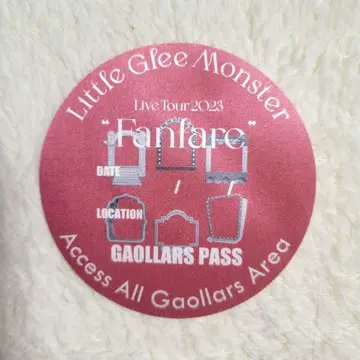 Little Glee Monster
Live Tour 2023
"Fanfare"
DATE / /
LOCATION
GAOLLARS PASS
Access All Gaollars Area